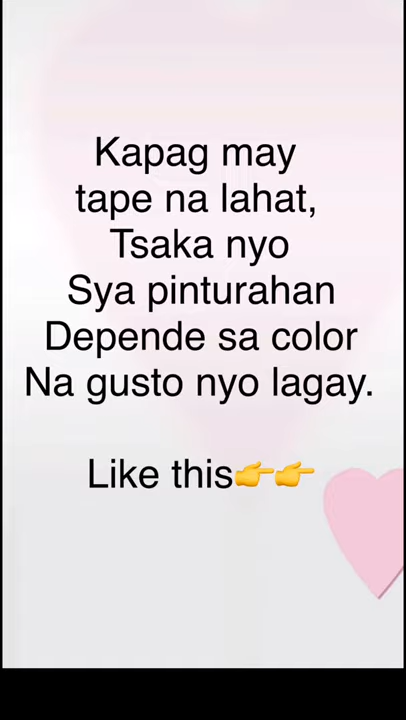 Kapag may
tape na lahat,
Tsaka nyo
Sya pinturahan
Depende sa color
Na gusto nyo lagay.
Like this👉👉